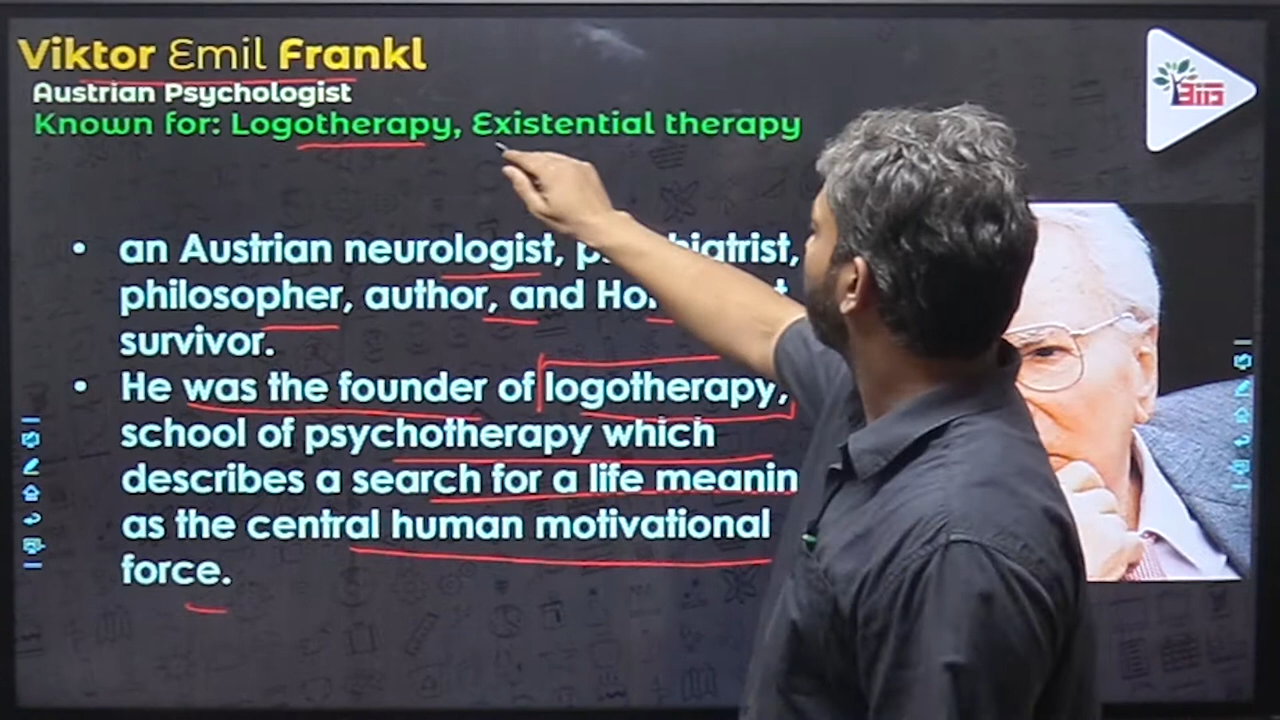 Viktor Emil Frankl
Austrian Psychologist
Known for: Logotherapy, Existential therapy
• an Austrian neurologist,
philosopher, author, and
survivor.
• He was the founder of logotherapy,
school of psychotherapy which
describes a search for a life meanin
as the central human motivational
force.